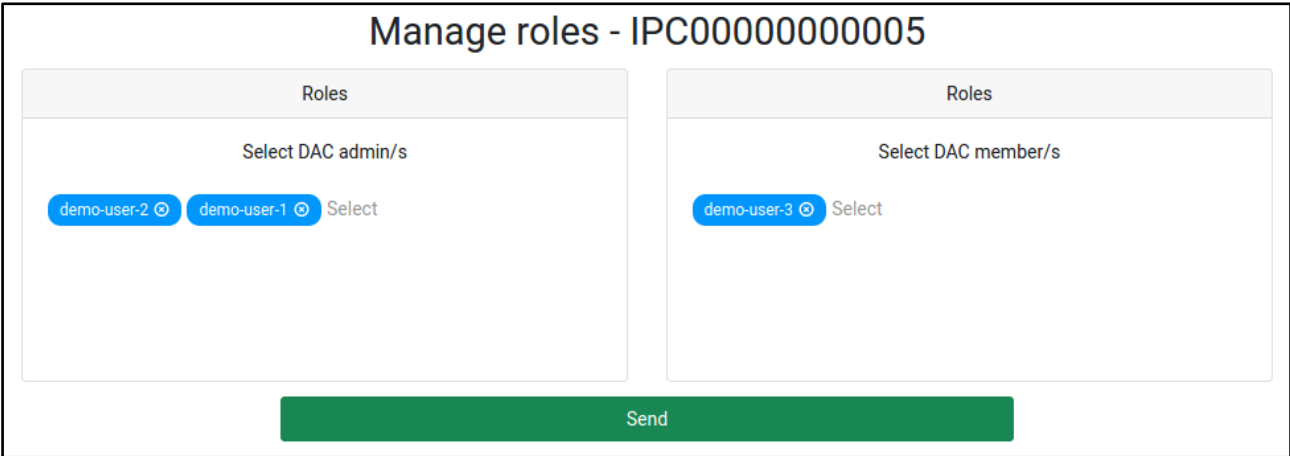 Manage roles - IPC00000000005
Roles
Select DAC admin/s
demo-user-2 demo-user-1 Select
Roles
Select DAC member/s
demo-user-3 Select
Send